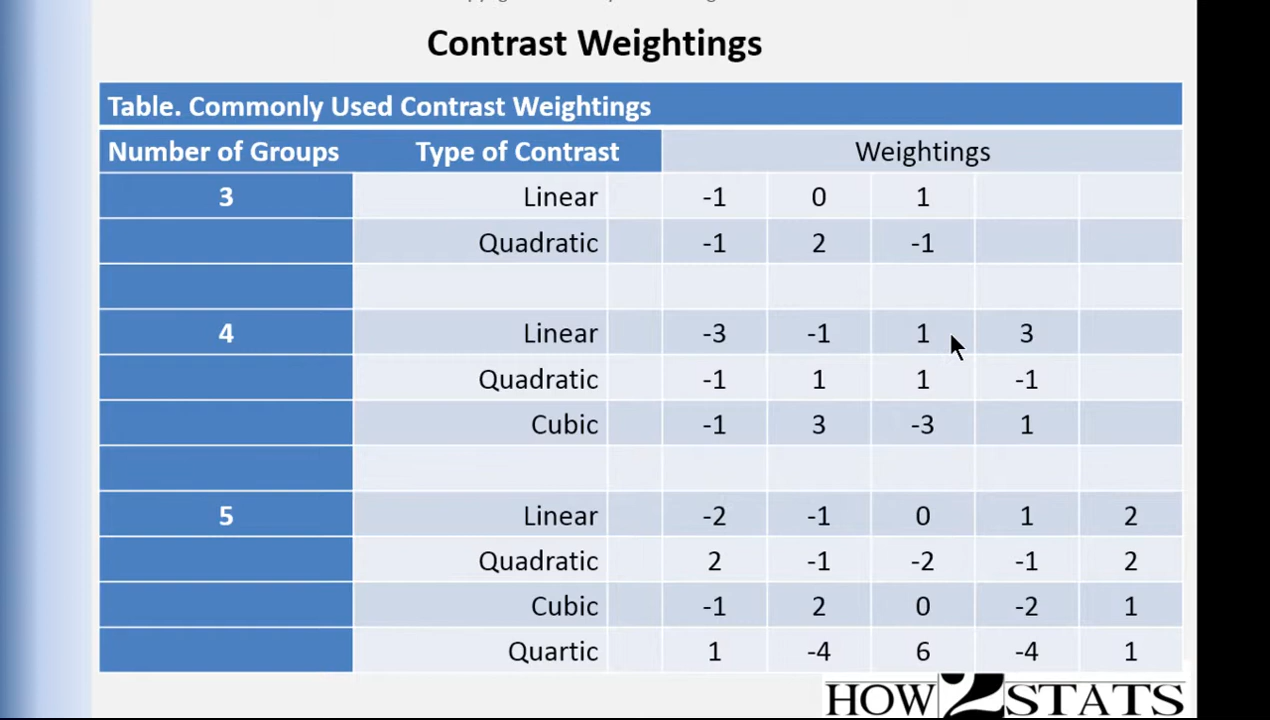 Contrast Weightings
Table. Commonly Used Contrast Weightings
Number of Groups Type of Contrast Weightings
3 Linear -1 0 1
Quadratic -1 2 -1
4 Linear -3 -1 1 3
Quadratic -1 1 1 -1
Cubic -1 3 -3 1
5 Linear -2 -1 0 1 2
Quadratic 2 -1 -2 -1 2
Cubic -1 2 0 -2 1
Quartic 1 -4 6 -4 1
HOW2STATS